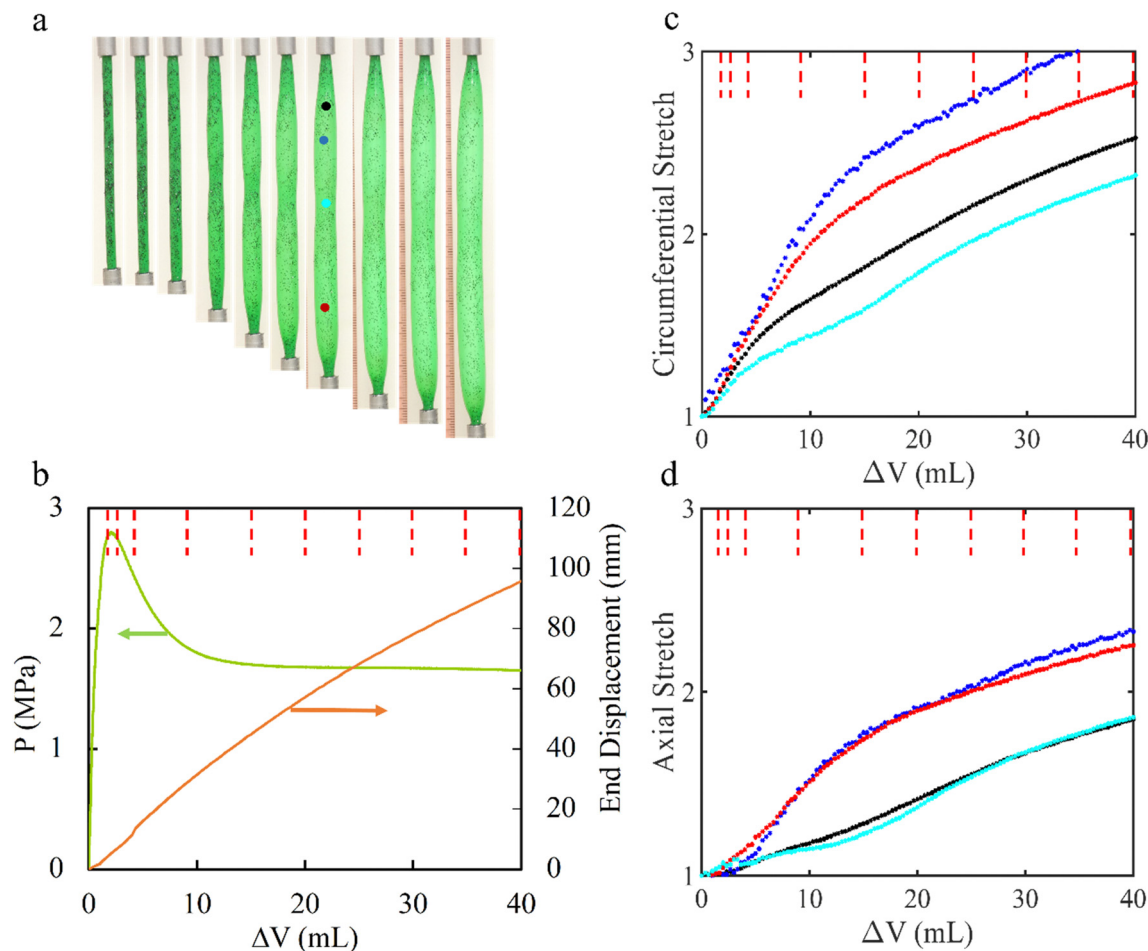 a
b
3
2
1
0
P (MPa)
120
100
80
60
40
20
0
End Displacement (mm)
0 10 20 30 40
ΔV (mL)
c
3
2
1
Circumferential Stretch
0 10 20 30 40
ΔV (mL)
d
3
2
1
Axial Stretch
0 10 20 30 40
ΔV (mL)